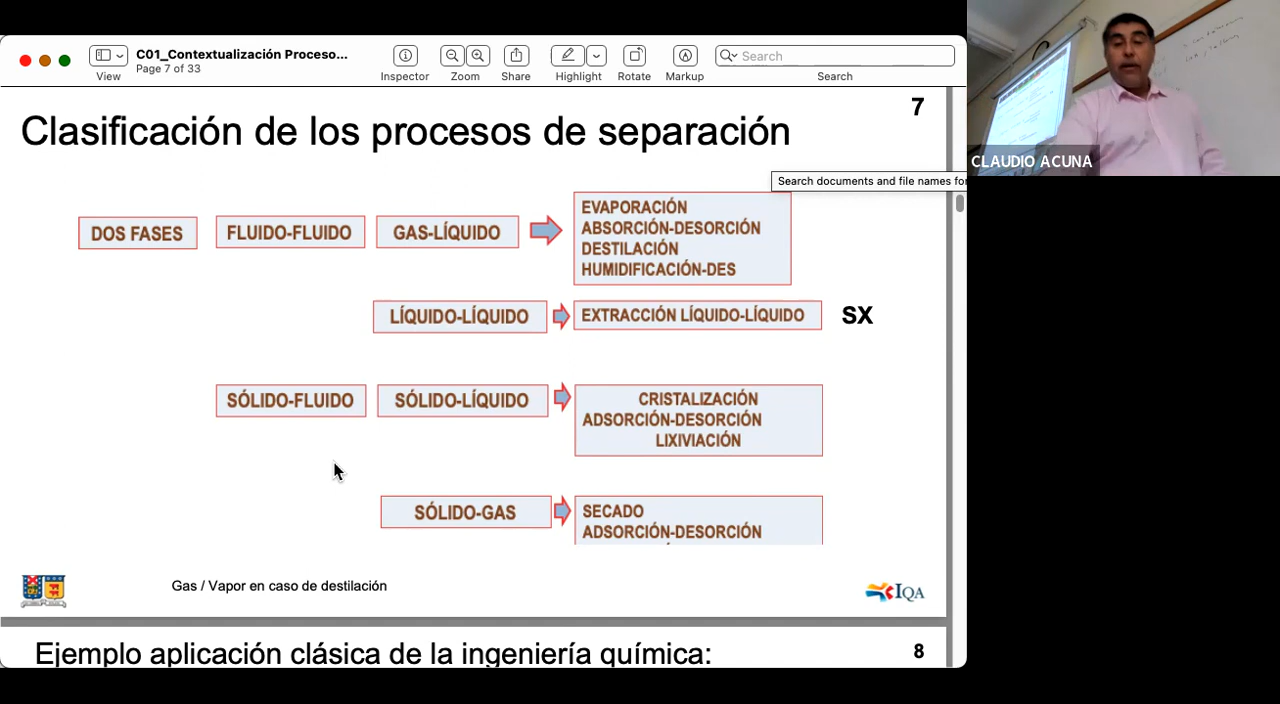 C01_Contextualización Proceso...
Page 7 of 33
View
Inspector
Zoom
Share
Highlight
Rotate
Markup
Search
Search
7
Clasificación de los procesos de separación
Search documents and file names for
DOS FASES
FLUIDO-FLUIDO
GAS-LÍQUIDO
EVAPORACIÓN
ABSORCIÓN-DESORCIÓN
DESTILACIÓN
HUMIDIFICACIÓN-DES
LÍQUIDO-LÍQUIDO
EXTRACCIÓN LÍQUIDO-LÍQUIDO
SX
SÓLIDO-FLUIDO
SÓLIDO-LÍQUIDO
CRISTALIZACIÓN
ADSORCIÓN-DESORCIÓN
LIXIVIACIÓN
SÓLIDO-GAS
SECADO
ADSORCIÓN-DESORCIÓN
Gas / Vapor en caso de destilación
IQA
Ejemplo aplicación clásica de la ingeniería química:
8
CLAUDIO ACUNA